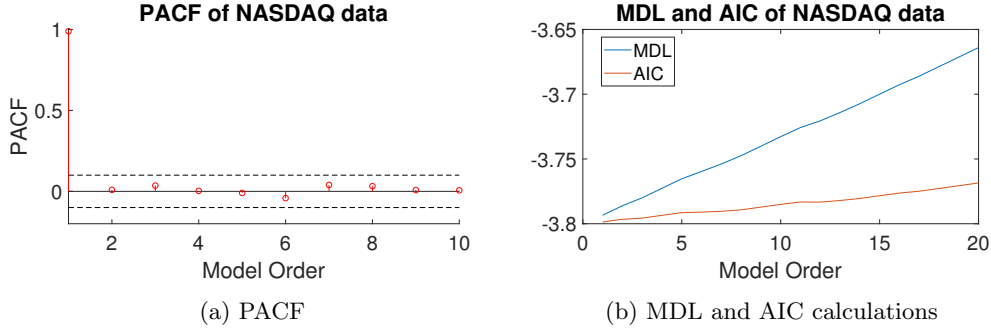 PACF of NASDAQ data
1
0.5
0
PACF
2 4 6 8 10
Model Order
(a) PACF
MDL and AIC of NASDAQ data
-3.65
-3.7
-3.75
-3.8
MDL
AIC
0 5 10 15 20
Model Order
(b) MDL and AIC calculations